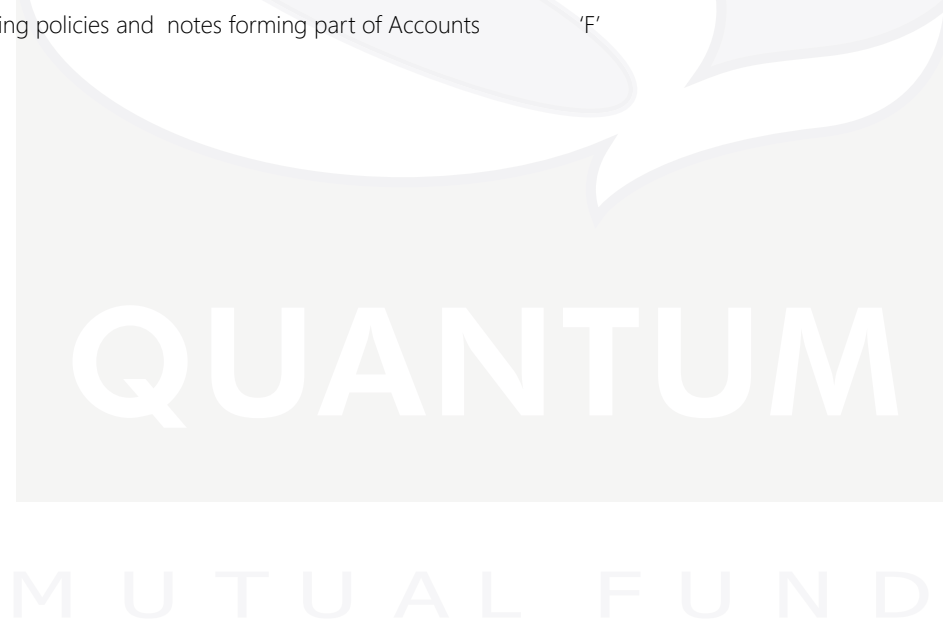 ing policies and  notes forming part of Accounts ‘F’
QUANTUM
MUTUAL FUND